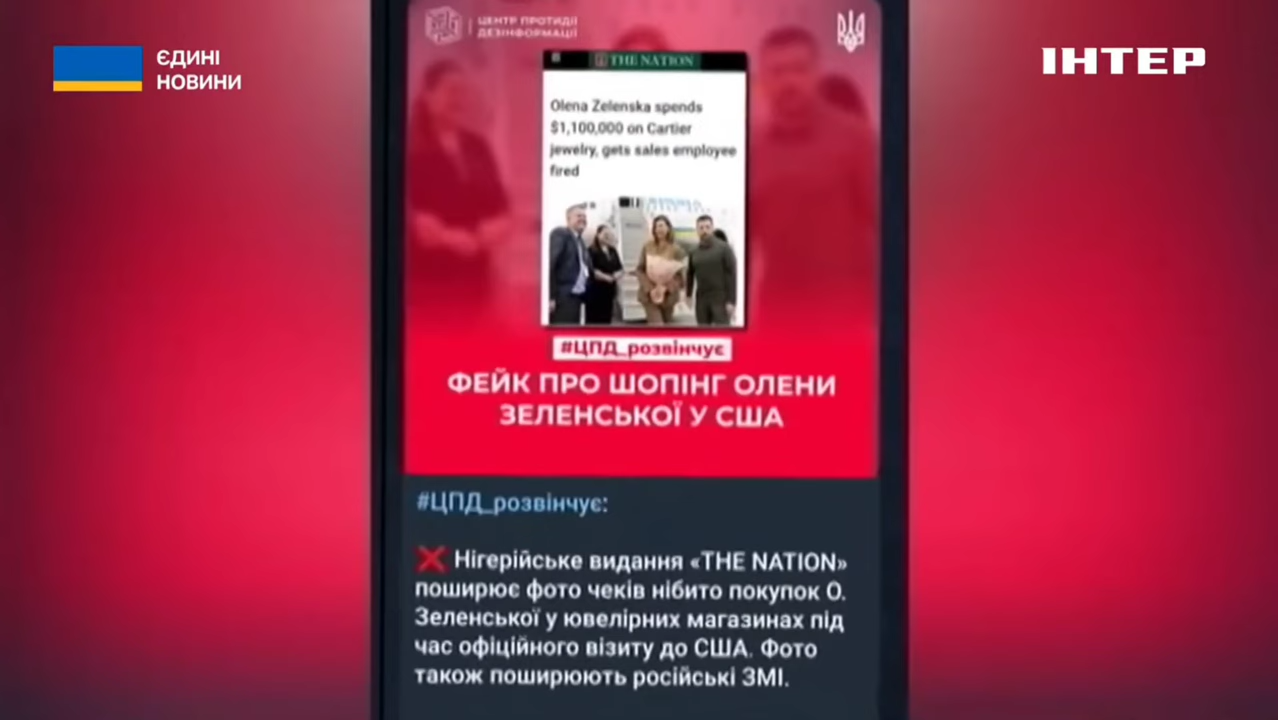 ЄДИНІ
НОВИНИ
ІНТЕР
ЦЕНТР ПРОТИДІЇ
ДЕЗІНФОРМАЦІЇ
THE NATION
Olena Zelenska spends
$1,100,000 on Cartier
jewelry, gets sales employee
fired
#ЦПД_розвінчує
ФЕЙК ПРО ШОПІНГ ОЛЕНИ
ЗЕЛЕНСЬКОЇ У США
#ЦПД_розвінчує:
❌ Нігерійське видання «THE NATION»
поширює фото чеків нібито покупок О.
Зеленської у ювелірних магазинах під
час офіційного візиту до США. Фото
також поширюють російські ЗМІ.